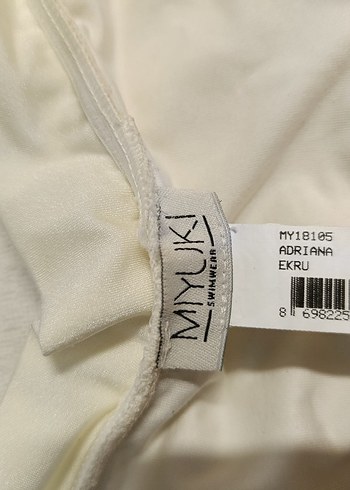 MIYUKI
SWIMWEAR
MY18105
ADRIANA
EKRU
8 698225